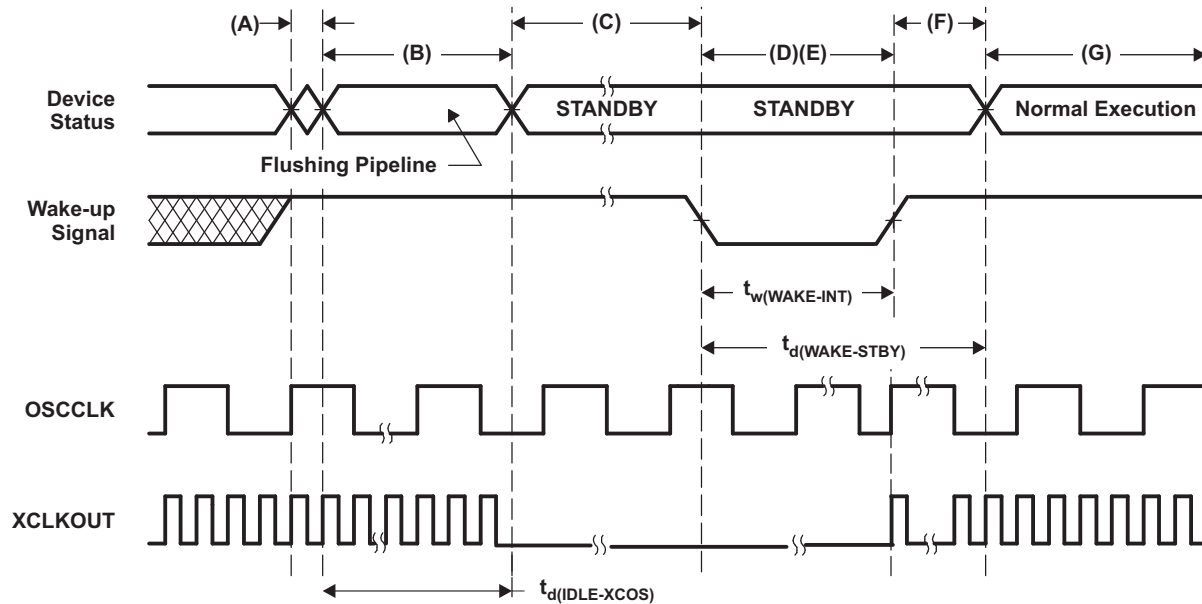 (A)
(B)
(C)
(D)(E)
(F)
(G)
Device
Status
STANDBY
STANDBY
Normal Execution
Flushing Pipeline
Wake-up
Signal
tw(WAKE-INT)
td(WAKE-STBY)
OSCCLK
XCLKOUT
td(IDLE-XCOS)